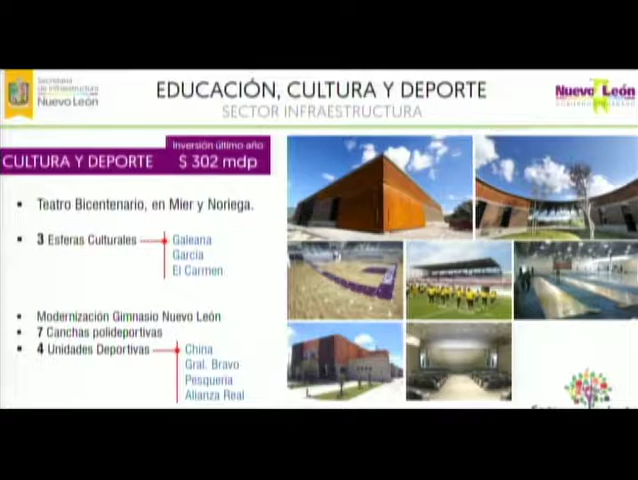 Secretaría
de Infraestructura
Nuevo León
EDUCACIÓN, CULTURA Y DEPORTE
SECTOR INFRAESTRUCTURA
Nuevo León
CULTURA Y DEPORTE
Inversión último año
$ 302 mdp
▪ Teatro Bicentenario, en Mier y Noriega.
▪ 3 Esferas Culturales
Galeana
García
El Carmen
▪ Modernización Gimnasio Nuevo León
▪ 7 Canchas polideportivas
▪ 4 Unidades Deportivas
China
Gral. Bravo
Pesquería
Alianza Real